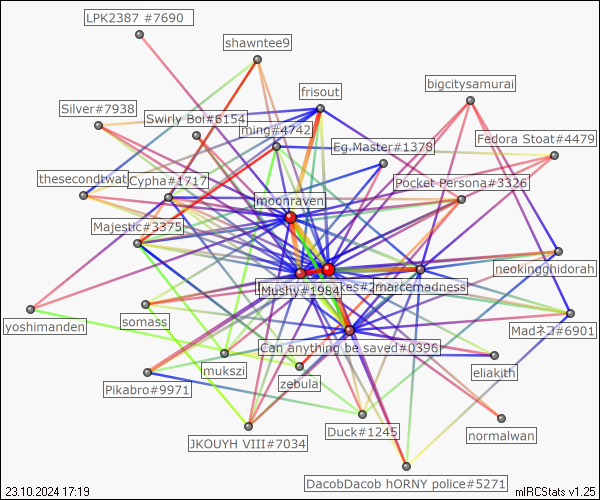 LPK2387 #7690
shawntee9
bigcitysamurai
frisout
Silver#7938
Swirly Boi#6154
ming#4742
Fedora Stoat#4479
Eg.Master#1378
thesecondtwat
Cypha#1717
Pocket Persona#3326
moonraven
Majestic#3375
neokingghidorah
Mushy#1984
marcemadness
somass
yoshimanden
Madネコ#6901
Can anything be saved#0396
mukszi
eliakith
zebula
Pikabro#9971
Duck#1245
normalwan
JKOUYH VIII#7034
DacobDacob hORNY police#5271
23.10.2024 17:19
mIRCStats v1.25